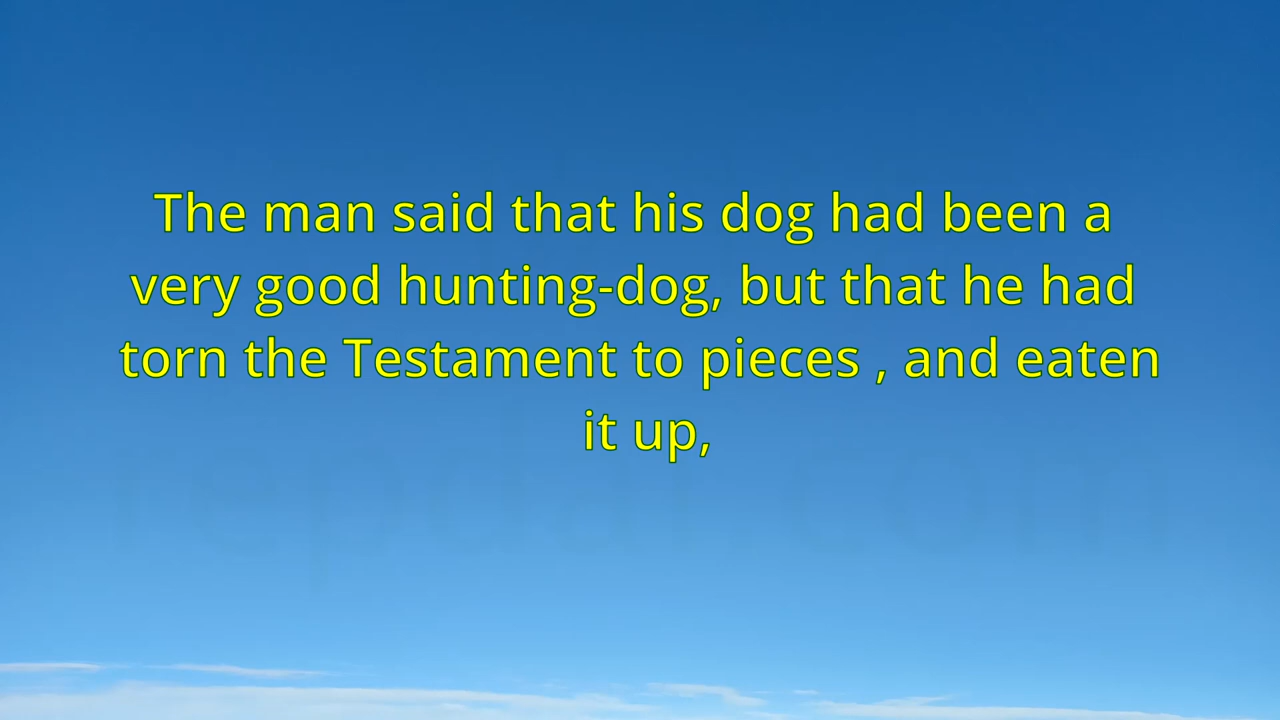 The man said that his dog had been a
very good hunting-dog, but that he had
torn the Testament to pieces , and eaten
it up,